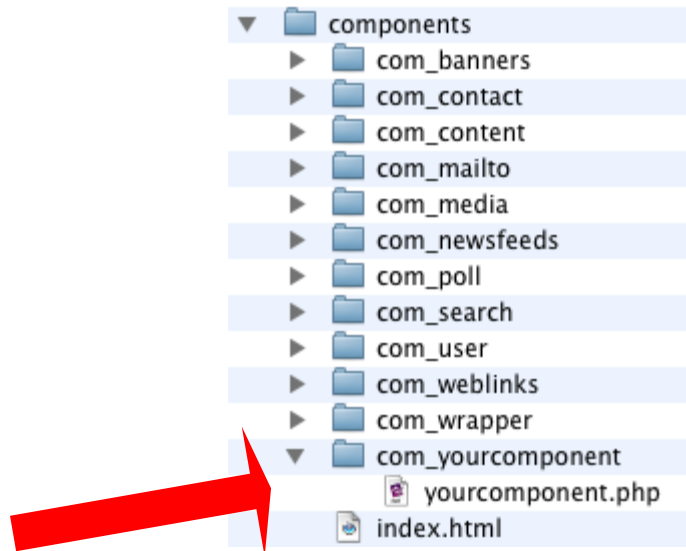 components
com_banners
com_contact
com_content
com_mailto
com_media
com_newsfeeds
com_poll
com_search
com_user
com_weblinks
com_wrapper
com_yourcomponent
yourcomponent.php
index.html